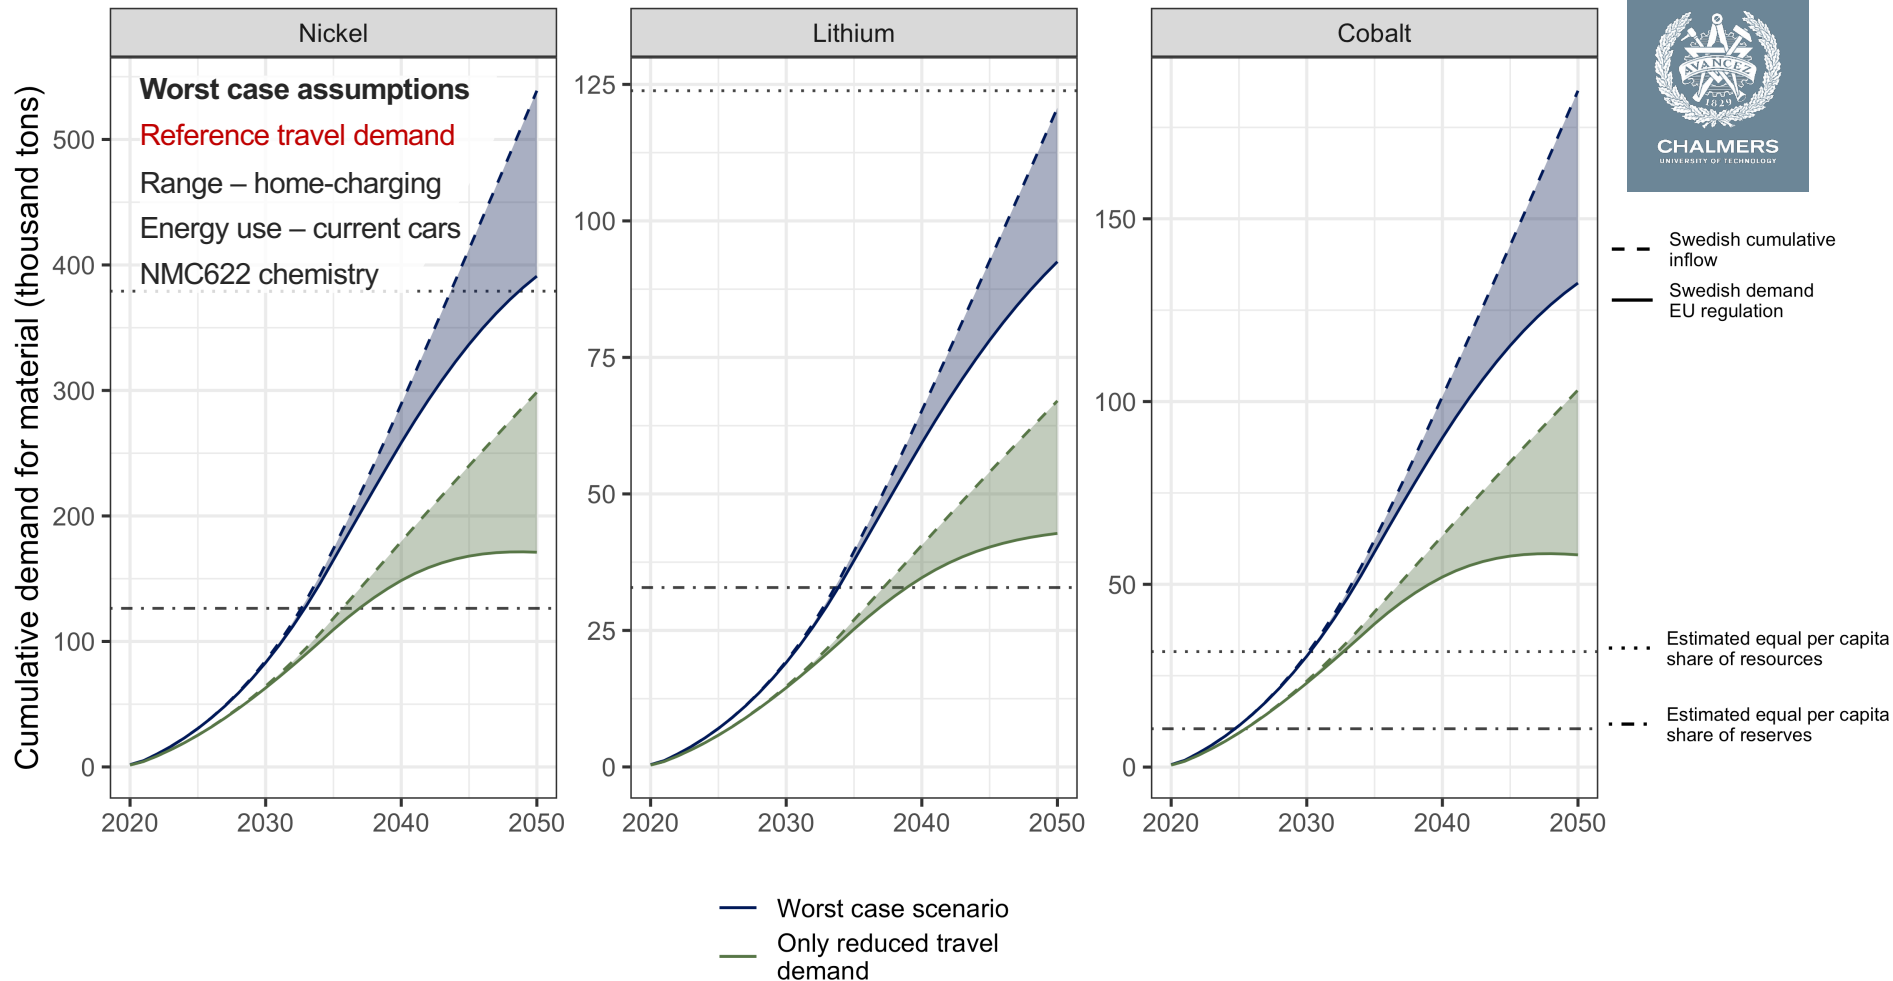 Nickel
Lithium
Cobalt
AVANCEZ
1829
CHALMERS
UNIVERSITY OF TECHNOLOGY
Cumulative demand for material (thousand tons)
Worst case assumptions
Reference travel demand
Range – home-charging
Energy use – current cars
NMC622 chemistry
500
400
300
200
100
0
2020 2030 2040 2050
125
100
75
50
25
0
2020 2030 2040 2050
150
100
50
0
2020 2030 2040 2050
Swedish cumulative
inflow
Swedish demand
EU regulation
Estimated equal per capita
share of resources
Estimated equal per capita
share of reserves
Worst case scenario
Only reduced travel
demand